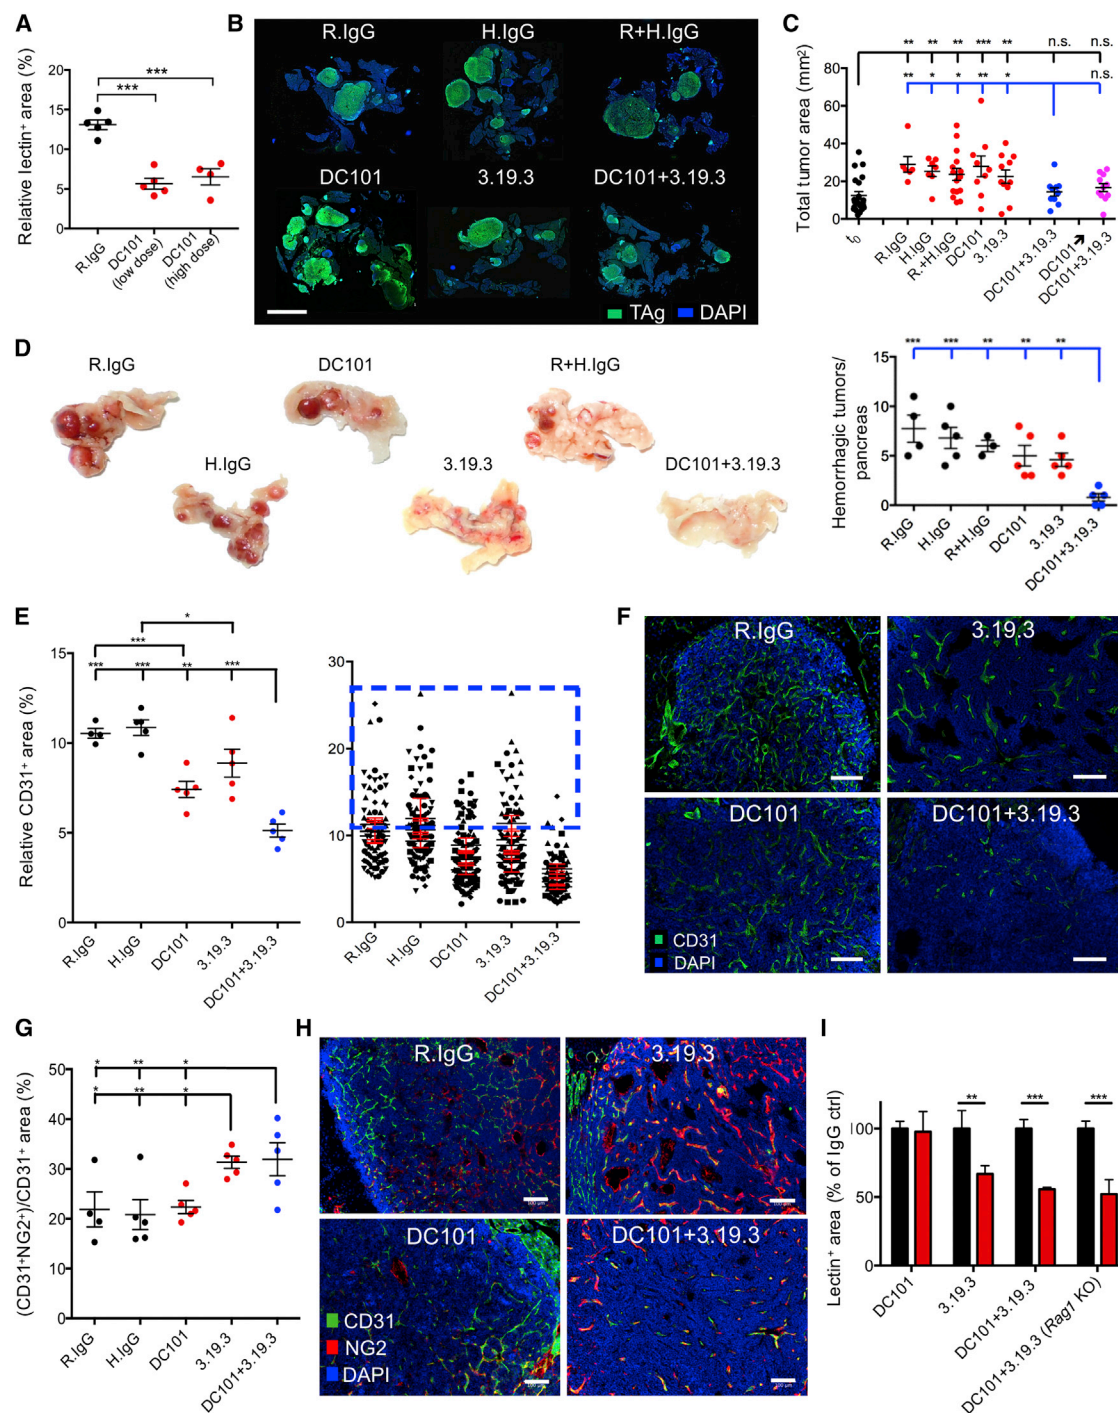 A
Relative lectin⁺ area (%)
20
15
10
5
0
***
***
R.IgG
DC101 (low dose)
DC101 (high dose)
B
R.IgG
H.IgG
R+H.IgG
DC101
3.19.3
DC101+3.19.3
TAg
DAPI
C
Total tumor area (mm²)
80
60
40
20
0
** ** ** *** ** n.s. n.s.
** * * ** * n.s.
t₀
R.IgG
H.IgG
R+H.IgG
DC101
3.19.3
DC101+3.19.3
DC101➔
DC101+3.19.3
D
R.IgG
DC101
R+H.IgG
H.IgG
3.19.3
DC101+3.19.3
Hemorrhagic tumors/
pancreas
15
10
5
0
*** *** ** ** **
R.IgG
H.IgG
R+H.IgG
DC101
3.19.3
DC101+3.19.3
E
Relative CD31⁺ area (%)
15
10
5
0
*
***
*** *** ** ***
R.IgG
H.IgG
DC101
3.19.3
DC101+3.19.3
30
20
10
0
R.IgG
H.IgG
DC101
3.19.3
DC101+3.19.3
F
R.IgG
3.19.3
DC101
DC101+3.19.3
CD31
DAPI
G
(CD31⁺NG2⁺)/CD31⁺ area (%)
50
40
30
20
10
0
* ** *
* ** *
R.IgG
H.IgG
DC101
3.19.3
DC101+3.19.3
H
R.IgG
3.19.3
DC101
DC101+3.19.3
CD31
NG2
DAPI
100 µm
100 µm
100 µm
100 µm
I
Lectin⁺ area (% of IgG ctrl)
100
50
0
** *** ***
DC101
3.19.3
DC101+3.19.3
DC101+3.19.3 (Rag1 KO)